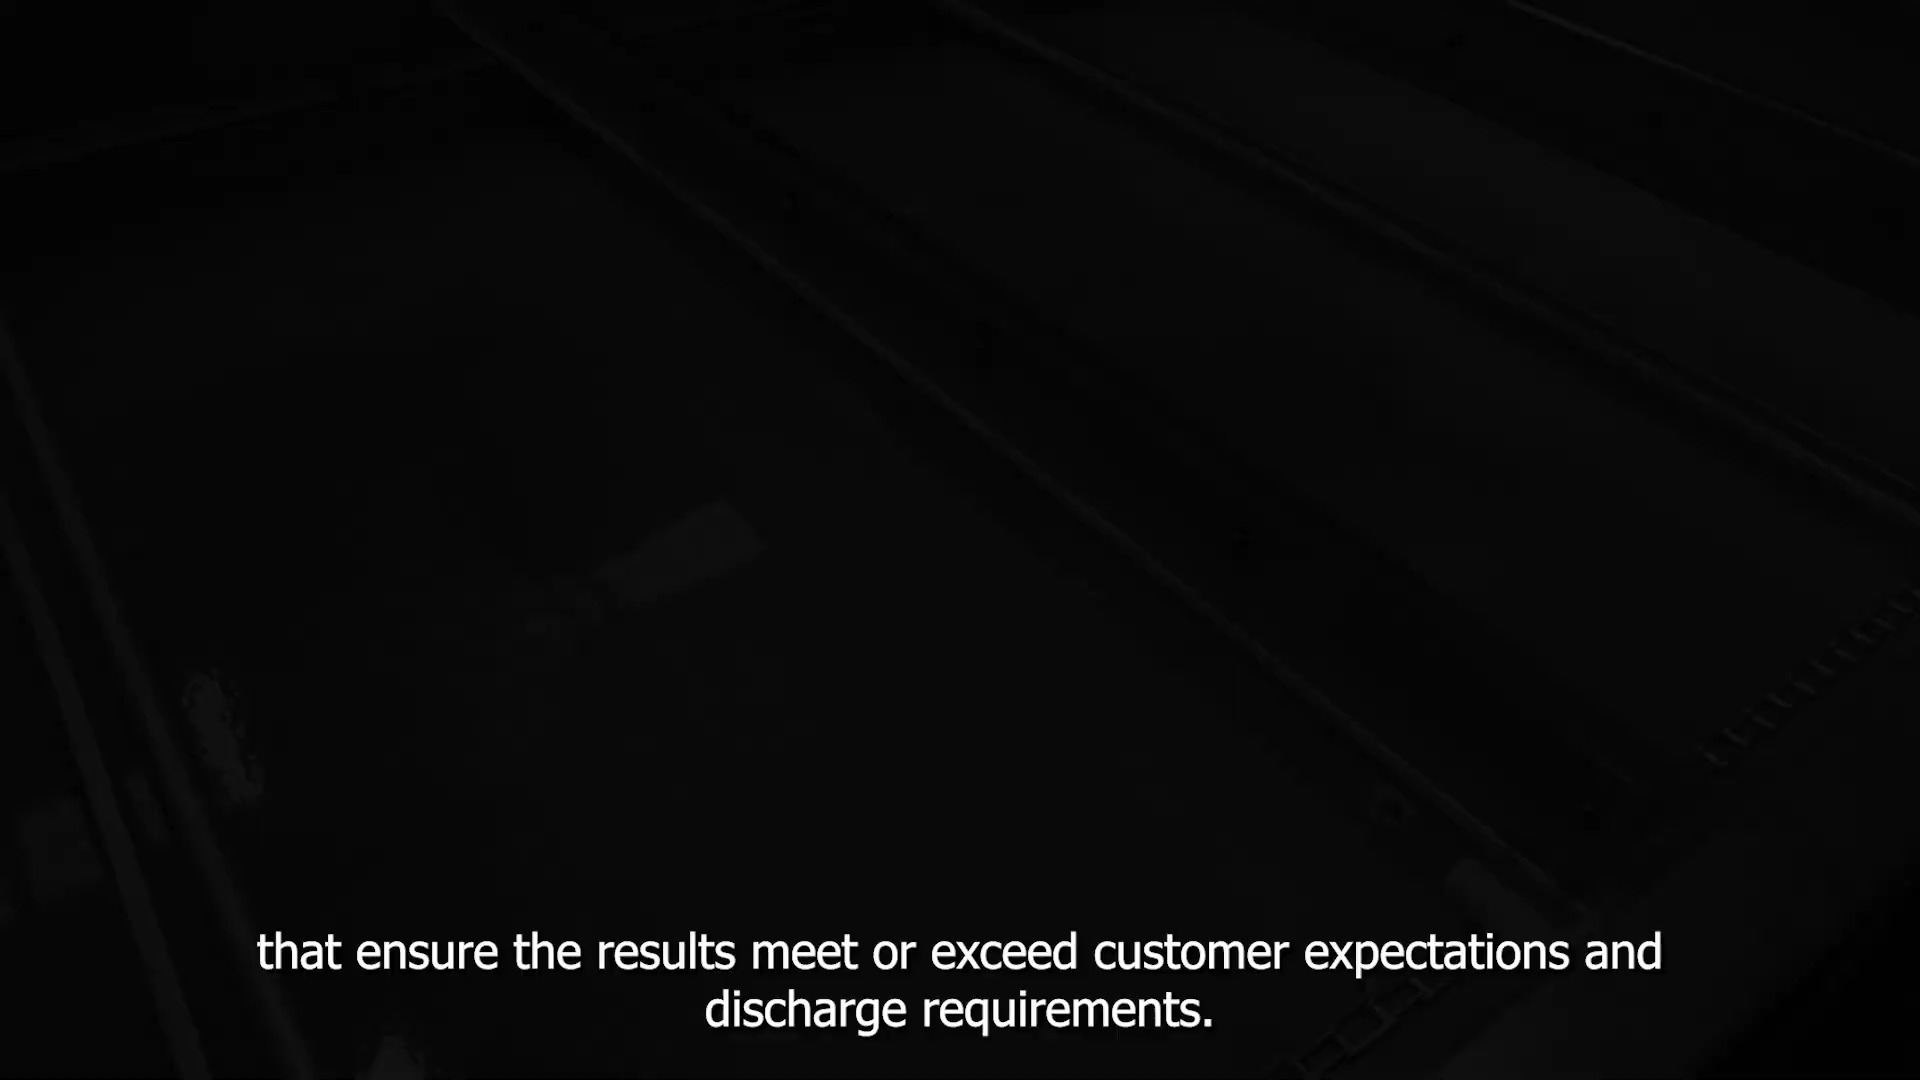 that ensure the results meet or exceed customer expectations and
discharge requirements.